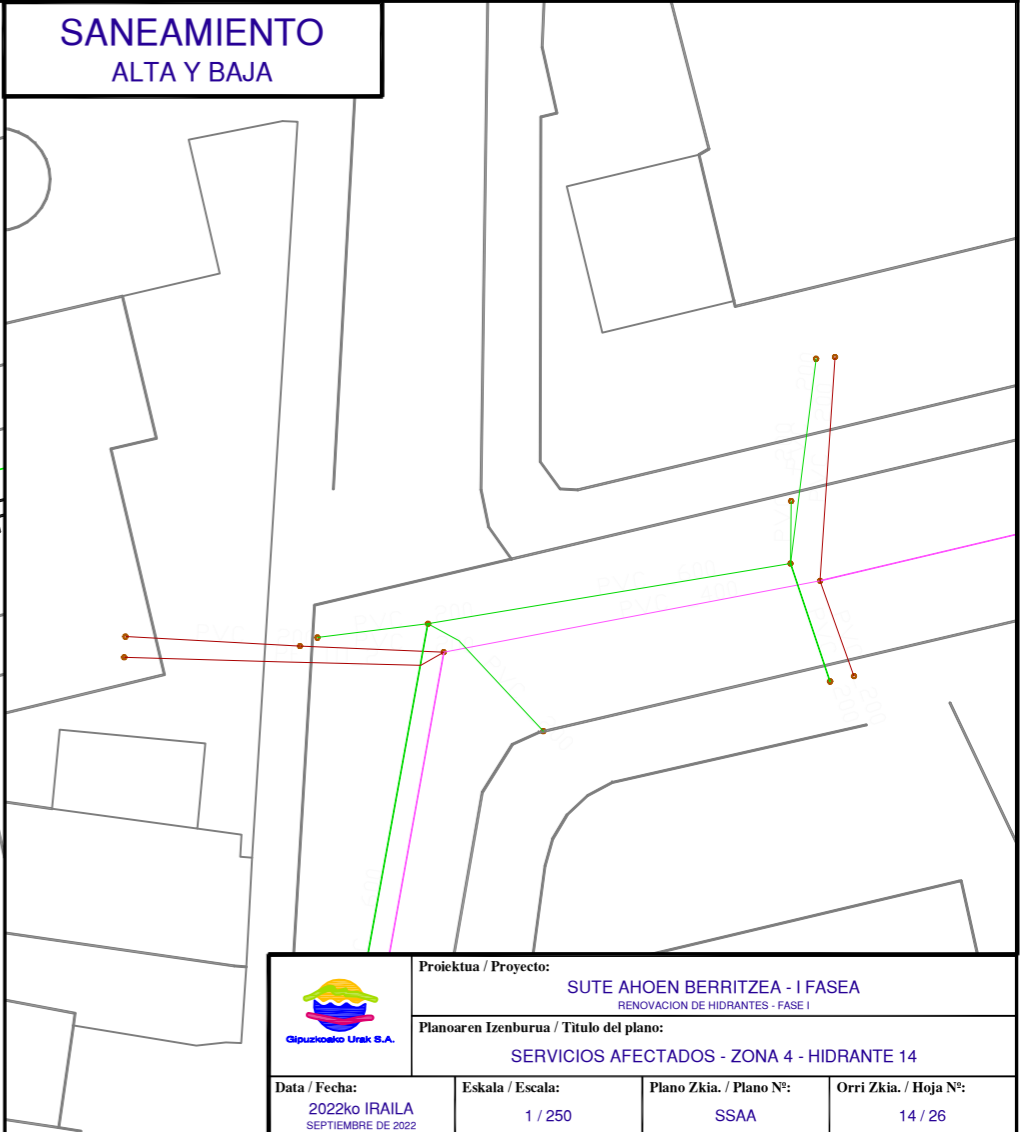 SANEAMIENTO
ALTA Y BAJA
Proiektua / Proyecto:
SUTE AHOEN BERRITZEA - I FASEA
RENOVACION DE HIDRANTES - FASE I
Gipuzkoako Urak S.A.
Planoaren Izenburua / Titulo del plano:
SERVICIOS AFECTADOS - ZONA 4 - HIDRANTE 14
Data / Fecha:
2022ko IRAILA
SEPTIEMBRE DE 2022
Eskala / Escala:
1 / 250
Plano Zkia. / Plano Nº:
SSAA
Orri Zkia. / Hoja Nº:
14 / 26